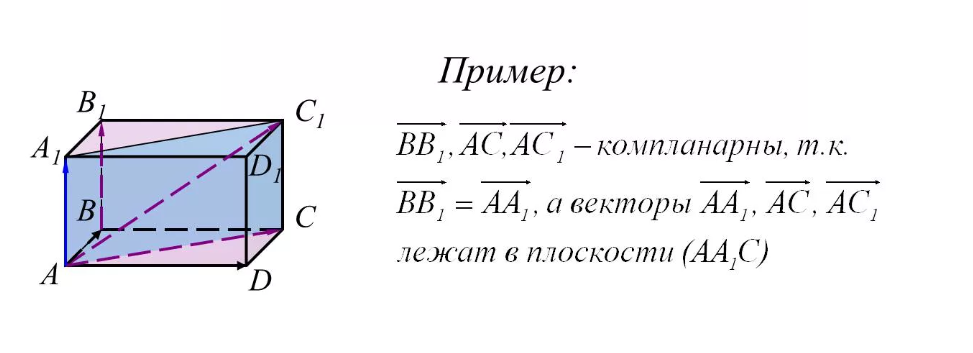 Пример:
B₁
C₁
A₁
D₁
B
C
A
D
BB₁, AC, AC₁ – компланарны, т.к.
BB₁ = AA₁, а векторы AA₁, AC, AC₁
лежат в плоскости (AA₁C)